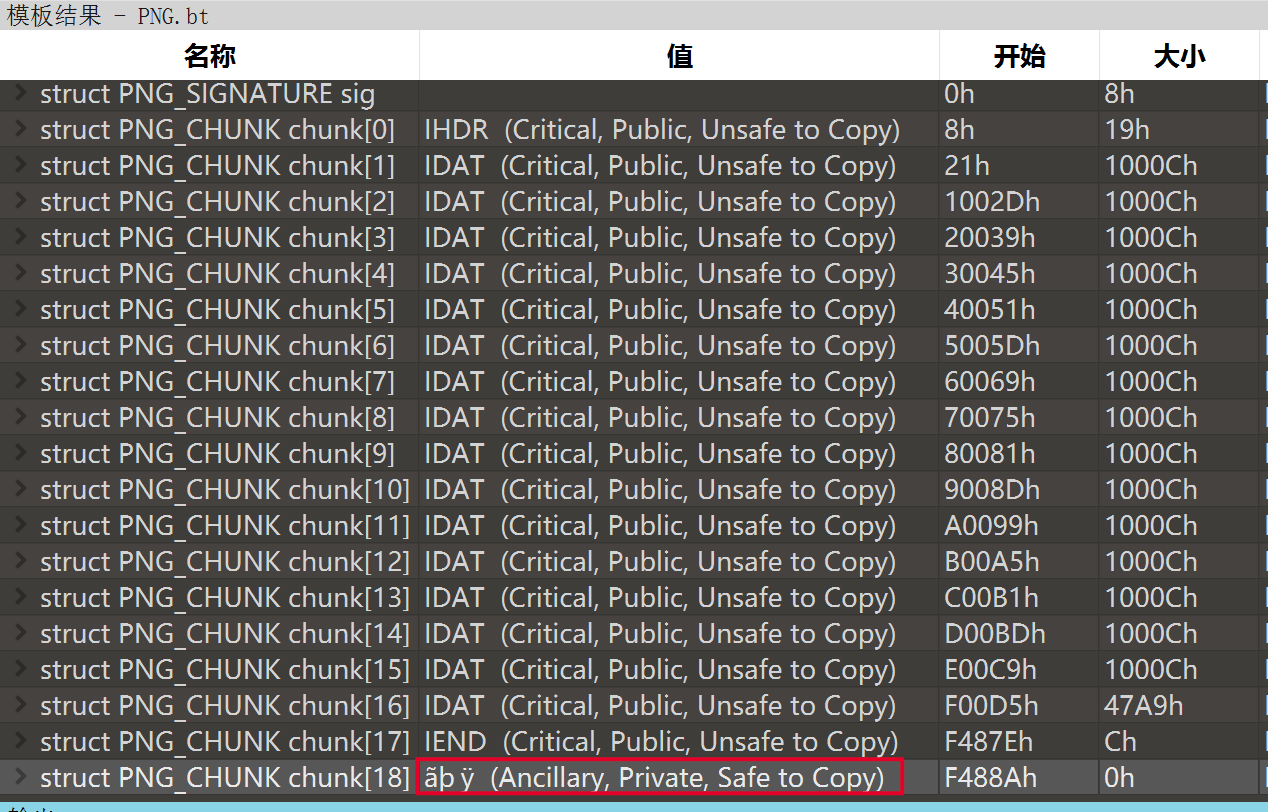 模板结果 - PNG.bt
名称 值 开始 大小
struct PNG_SIGNATURE sig 0h 8h
struct PNG_CHUNK chunk[0] IHDR (Critical, Public, Unsafe to Copy) 8h 19h
struct PNG_CHUNK chunk[1] IDAT (Critical, Public, Unsafe to Copy) 21h 1000Ch
struct PNG_CHUNK chunk[2] IDAT (Critical, Public, Unsafe to Copy) 1002Dh 1000Ch
struct PNG_CHUNK chunk[3] IDAT (Critical, Public, Unsafe to Copy) 20039h 1000Ch
struct PNG_CHUNK chunk[4] IDAT (Critical, Public, Unsafe to Copy) 30045h 1000Ch
struct PNG_CHUNK chunk[5] IDAT (Critical, Public, Unsafe to Copy) 40051h 1000Ch
struct PNG_CHUNK chunk[6] IDAT (Critical, Public, Unsafe to Copy) 5005Dh 1000Ch
struct PNG_CHUNK chunk[7] IDAT (Critical, Public, Unsafe to Copy) 60069h 1000Ch
struct PNG_CHUNK chunk[8] IDAT (Critical, Public, Unsafe to Copy) 70075h 1000Ch
struct PNG_CHUNK chunk[9] IDAT (Critical, Public, Unsafe to Copy) 80081h 1000Ch
struct PNG_CHUNK chunk[10] IDAT (Critical, Public, Unsafe to Copy) 9008Dh 1000Ch
struct PNG_CHUNK chunk[11] IDAT (Critical, Public, Unsafe to Copy) A0099h 1000Ch
struct PNG_CHUNK chunk[12] IDAT (Critical, Public, Unsafe to Copy) B00A5h 1000Ch
struct PNG_CHUNK chunk[13] IDAT (Critical, Public, Unsafe to Copy) C00B1h 1000Ch
struct PNG_CHUNK chunk[14] IDAT (Critical, Public, Unsafe to Copy) D00BDh 1000Ch
struct PNG_CHUNK chunk[15] IDAT (Critical, Public, Unsafe to Copy) E00C9h 1000Ch
struct PNG_CHUNK chunk[16] IDAT (Critical, Public, Unsafe to Copy) F00D5h 47A9h
struct PNG_CHUNK chunk[17] IEND (Critical, Public, Unsafe to Copy) F487Eh Ch
struct PNG_CHUNK chunk[18] ãþ ÿ (Ancillary, Private, Safe to Copy) F488Ah 0h